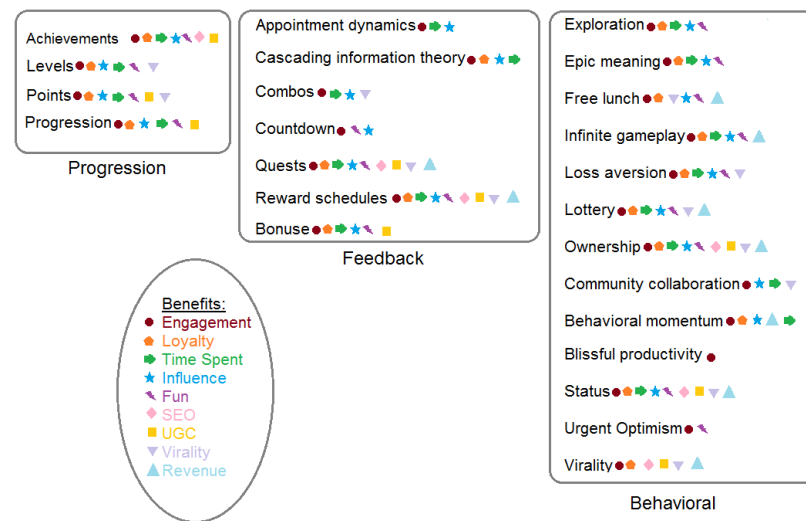 Achievements
Levels
Points
Progression
Progression
Appointment dynamics
Cascading information theory
Combos
Countdown
Quests
Reward schedules
Bonuse
Feedback
Exploration
Epic meaning
Free lunch
Infinite gameplay
Loss aversion
Lottery
Ownership
Community collaboration
Behavioral momentum
Blissful productivity
Status
Urgent Optimism
Virality
Behavioral
Benefits:
Engagement
Loyalty
Time Spent
Influence
Fun
SEO
UGC
Virality
Revenue